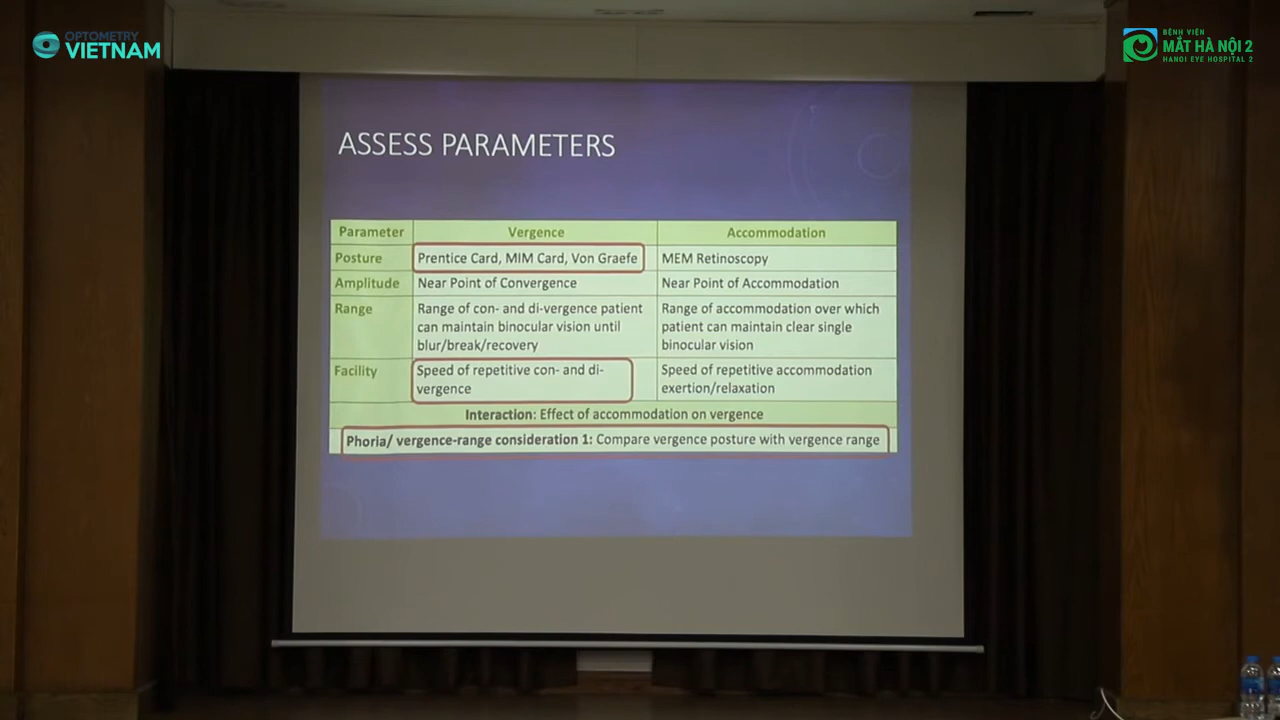 OPTOMETRY
VIETNAM
BỆNH VIỆN
MẮT HÀ NỘI 2
HANOI EYE HOSPITAL 2
ASSESS PARAMETERS
Parameter Vergence Accommodation
Posture Prentice Card, MIM Card, Von Graefe MEM Retinoscopy
Amplitude Near Point of Convergence Near Point of Accommodation
Range Range of con- and di-vergence patient Range of accommodation over which
can maintain binocular vision until patient can maintain clear single
blur/break/recovery binocular vision
Facility Speed of repetitive con- and di- Speed of repetitive accommodation
vergence exertion/relaxation
Interaction: Effect of accommodation on vergence
Phoria/ vergence-range consideration 1: Compare vergence posture with vergence range